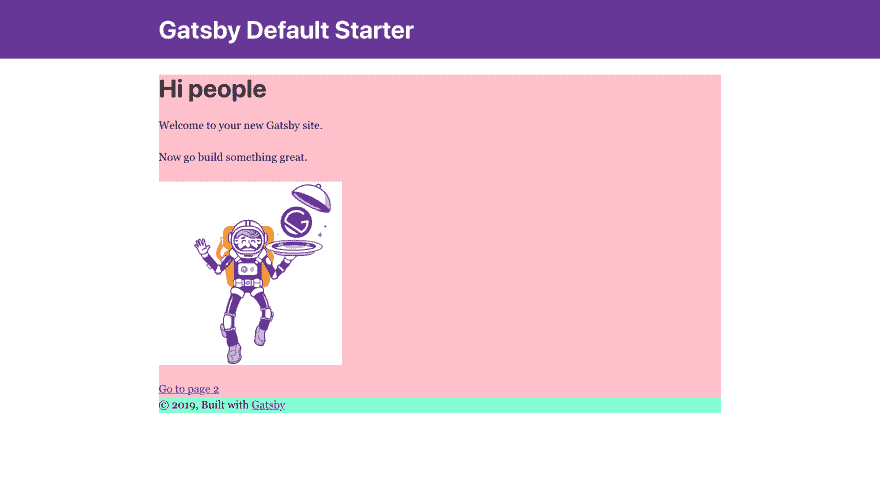 Gatsby Default Starter
Hi people
Welcome to your new Gatsby site.
Now go build something great.
Go to page 2
© 2019, Built with Gatsby